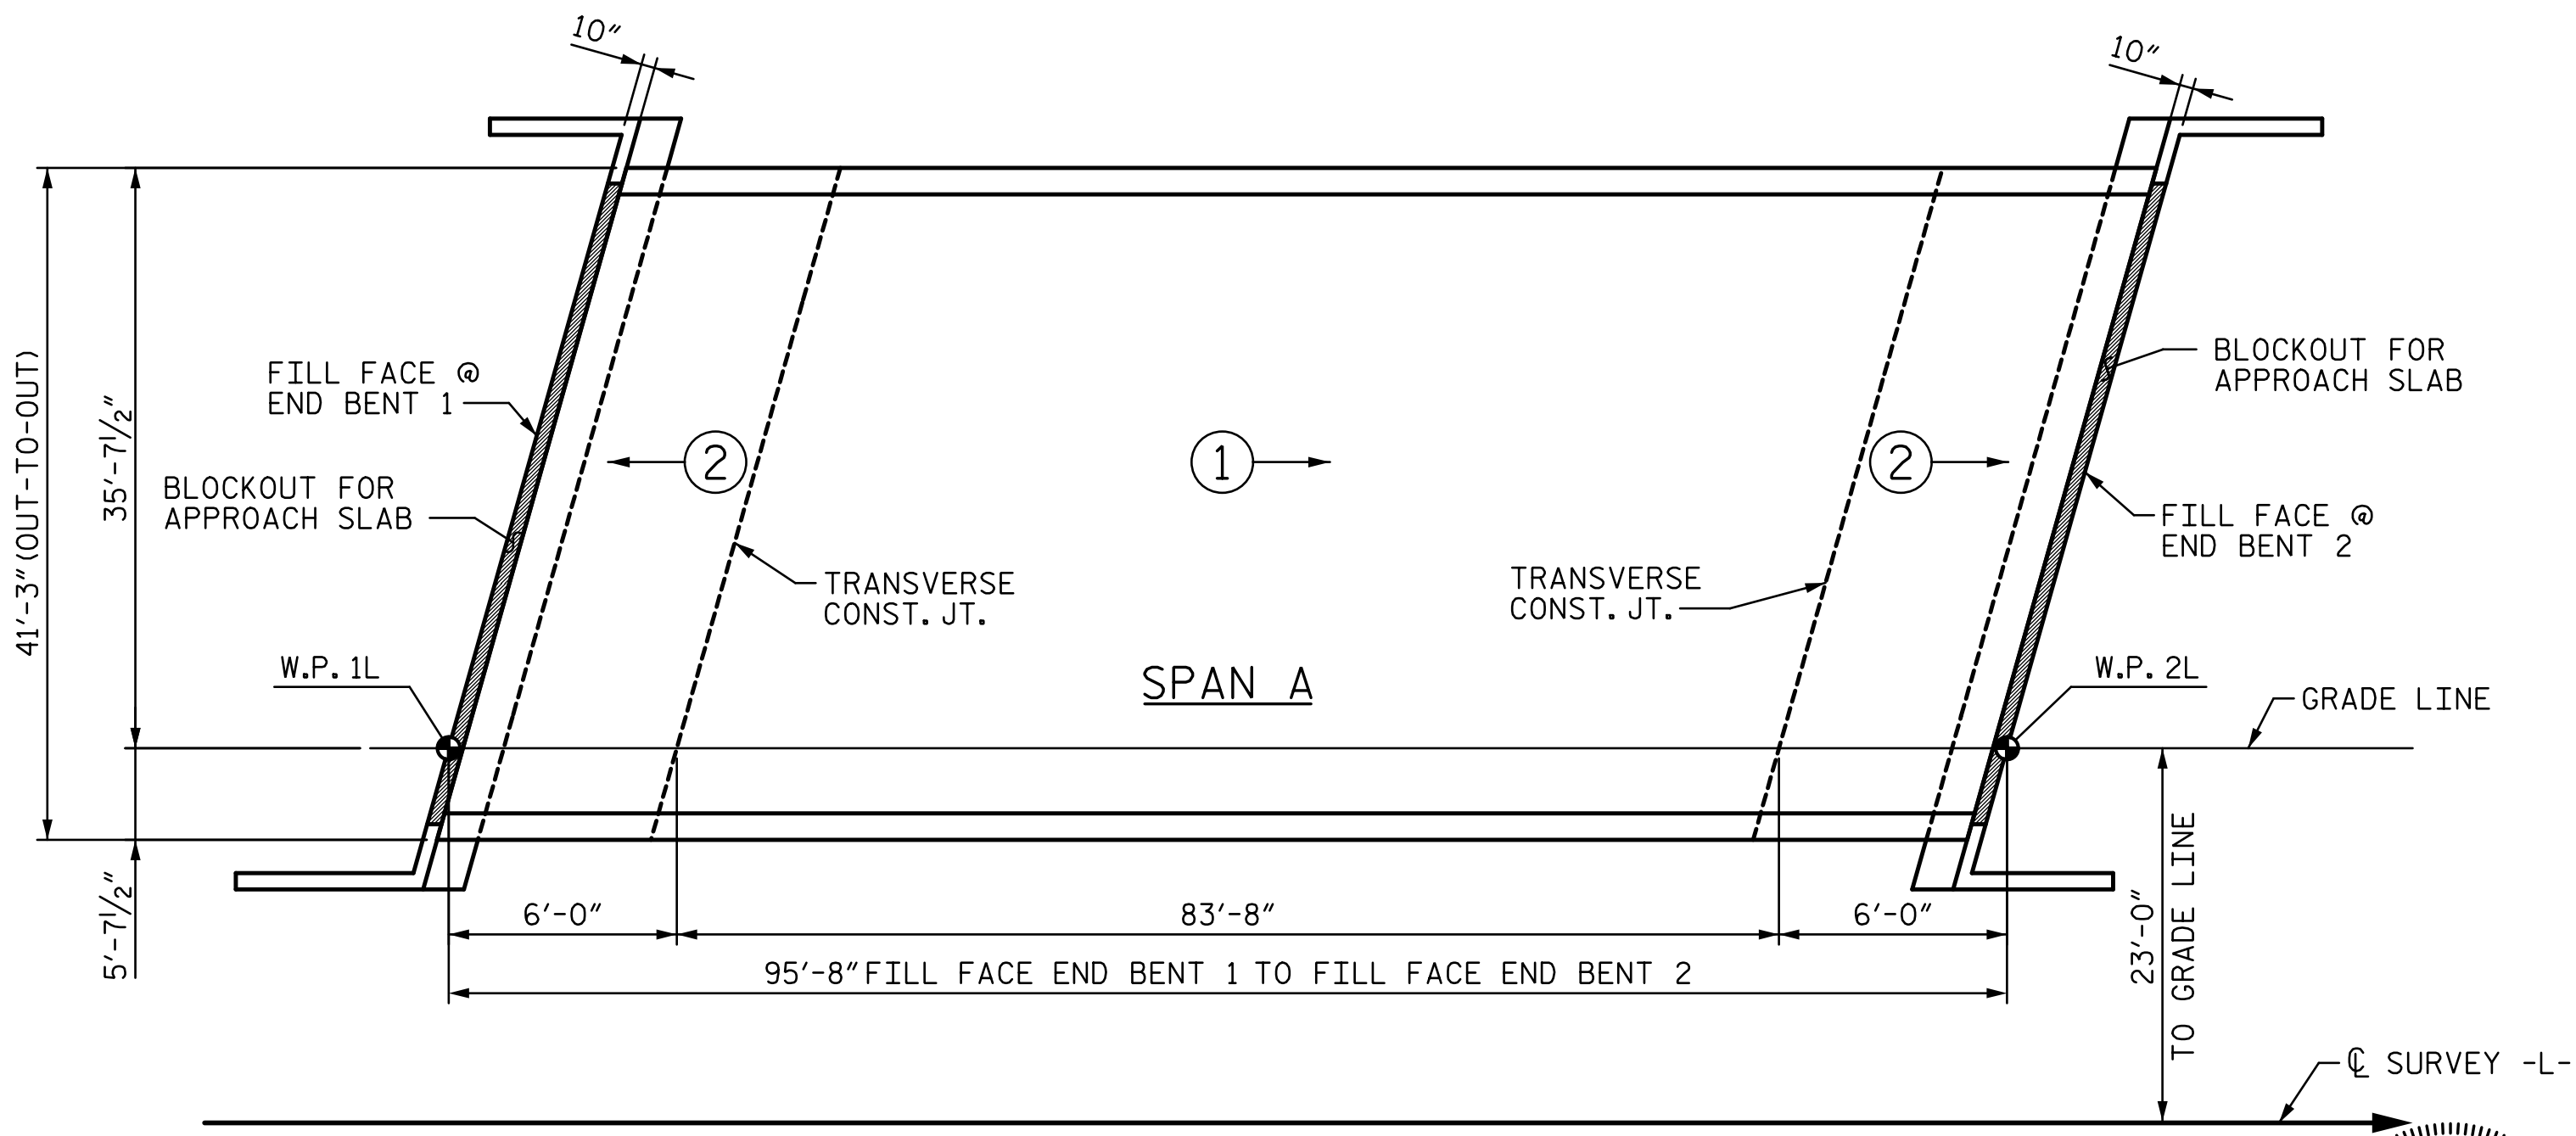 10"
10"
41'-3"(OUT-TO-OUT)
35'-7½"
FILL FACE @
END BENT 1
BLOCKOUT FOR
APPROACH SLAB
2
1
2
BLOCKOUT FOR
APPROACH SLAB
FILL FACE @
END BENT 2
TRANSVERSE
CONST. JT.
TRANSVERSE
CONST. JT.
W.P. 1L
SPAN A
W.P. 2L
GRADE LINE
5'-7½"
6'-0"
83'-8"
6'-0"
95'-8" FILL FACE END BENT 1 TO FILL FACE END BENT 2
23'-0"
TO GRADE LINE
℄ SURVEY -L-